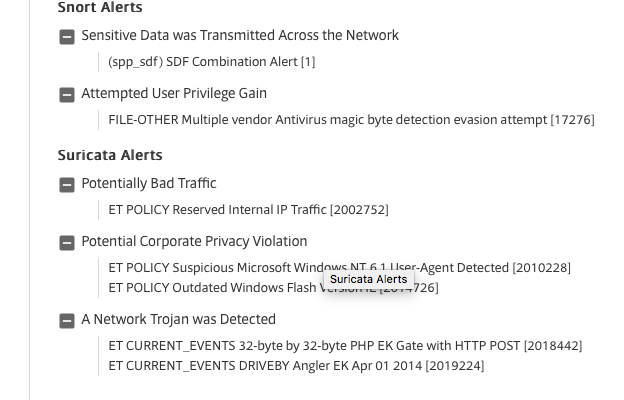 Snort Alerts
Sensitive Data was Transmitted Across the Network
(spp_sdf) SDF Combination Alert [1]
Attempted User Privilege Gain
FILE-OTHER Multiple vendor Antivirus magic byte detection evasion attempt [17276]
Suricata Alerts
Potentially Bad Traffic
ET POLICY Reserved Internal IP Traffic [2002752]
Potential Corporate Privacy Violation
ET POLICY Suspicious Microsoft Windows NT 6.1 User-Agent Detected [2010228]
Suricata Alerts
ET POLICY Outdated Windows Flash Version IE [2014726]
A Network Trojan was Detected
ET CURRENT_EVENTS 32-byte by 32-byte PHP EK Gate with HTTP POST [2018442]
ET CURRENT_EVENTS DRIVEBY Angler EK Apr 01 2014 [2019224]